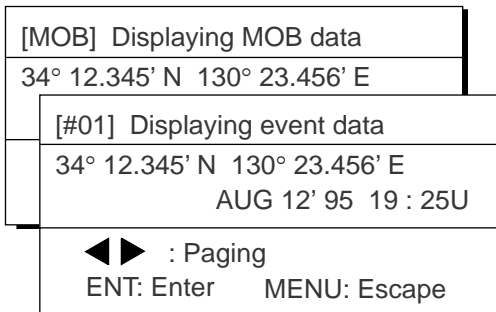 [MOB] Displaying MOB data
34° 12.345’ N 130° 23.456’ E
[#01] Displaying event data
34° 12.345’ N 130° 23.456’ E
AUG 12’ 95 19 : 25U
◀ ▶ : Paging
ENT: Enter MENU: Escape